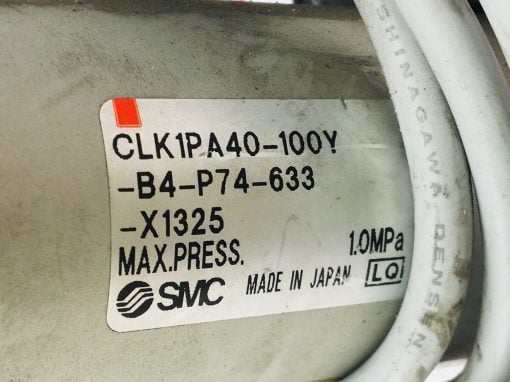 CLK1PA40-100Y
-B4-P74-633
-X1325
MAX.PRESS. 1.0MPa
SMC MADE IN JAPAN LQ
SHINAGAWA DENSEN